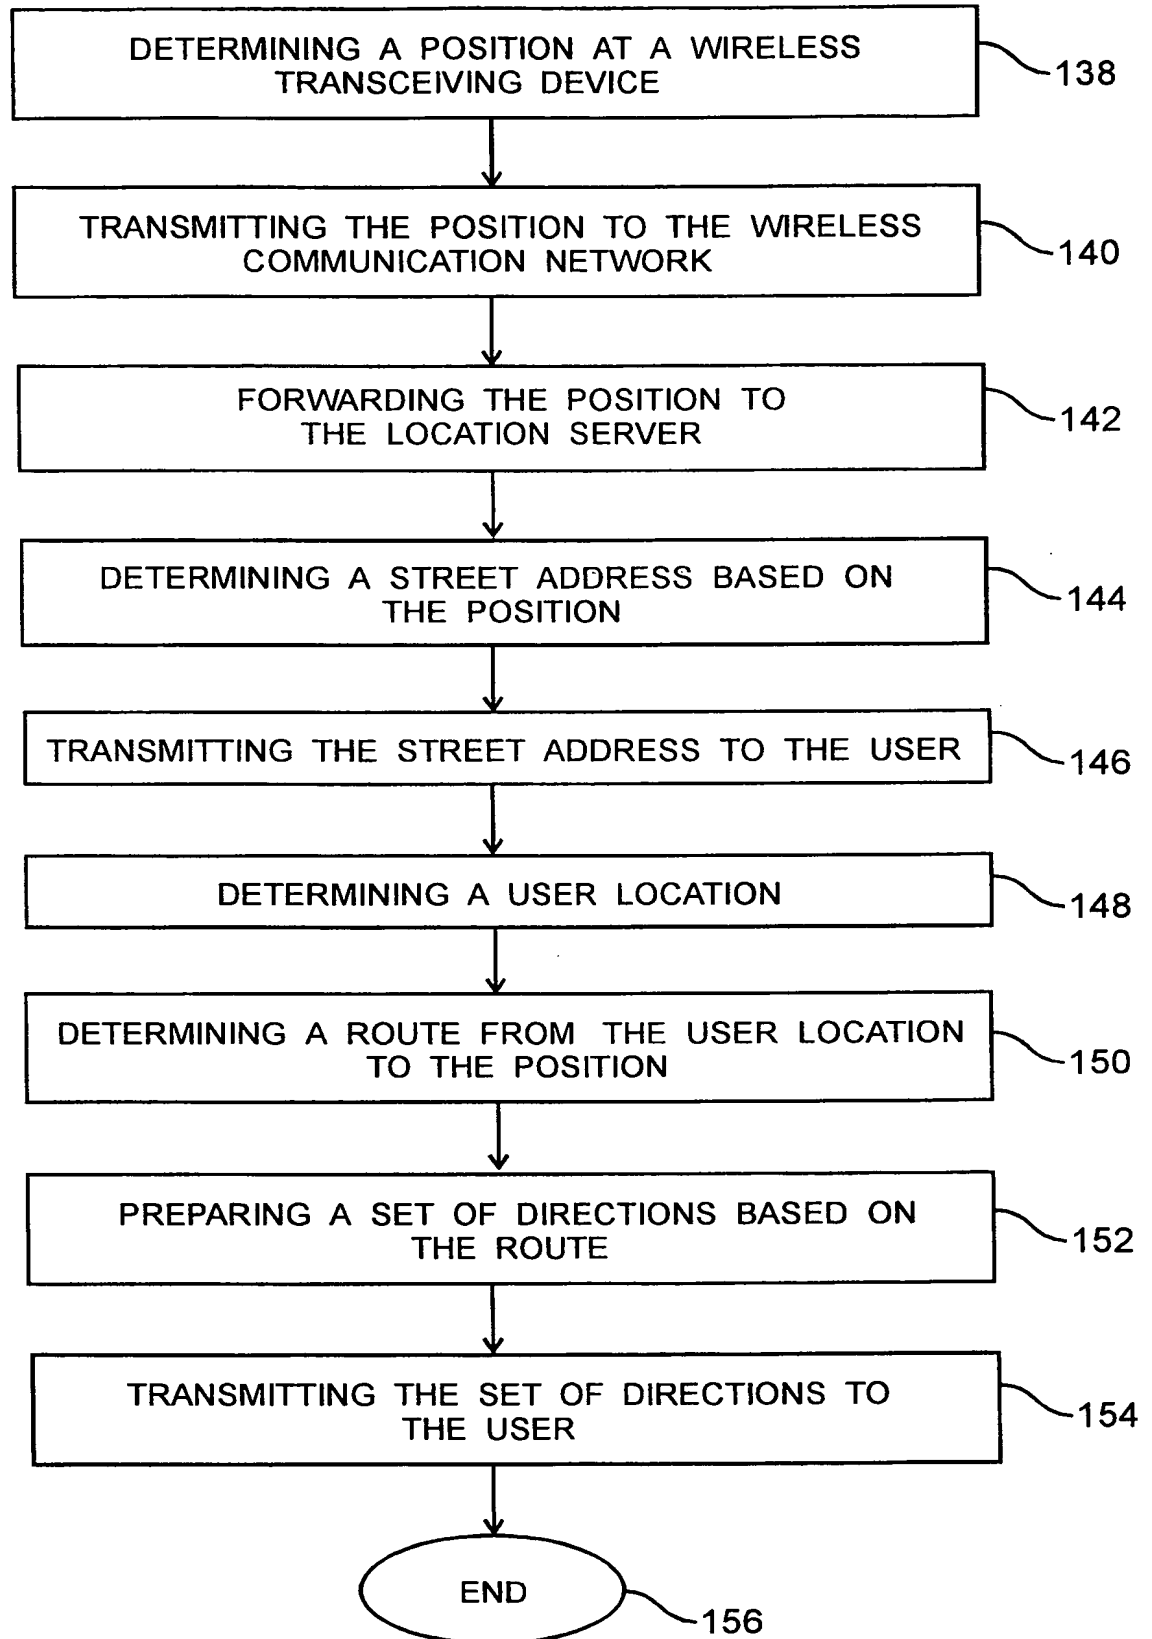 DETERMINING A POSITION AT A WIRELESS
TRANSCEIVING DEVICE
138
TRANSMITTING THE POSITION TO THE WIRELESS
COMMUNICATION NETWORK
140
FORWARDING THE POSITION TO
THE LOCATION SERVER
142
DETERMINING A STREET ADDRESS BASED ON
THE POSITION
144
TRANSMITTING THE STREET ADDRESS TO THE USER
146
DETERMINING A USER LOCATION
148
DETERMINING A ROUTE FROM THE USER LOCATION
TO THE POSITION
150
PREPARING A SET OF DIRECTIONS BASED ON
THE ROUTE
152
TRANSMITTING THE SET OF DIRECTIONS TO
THE USER
154
END
156